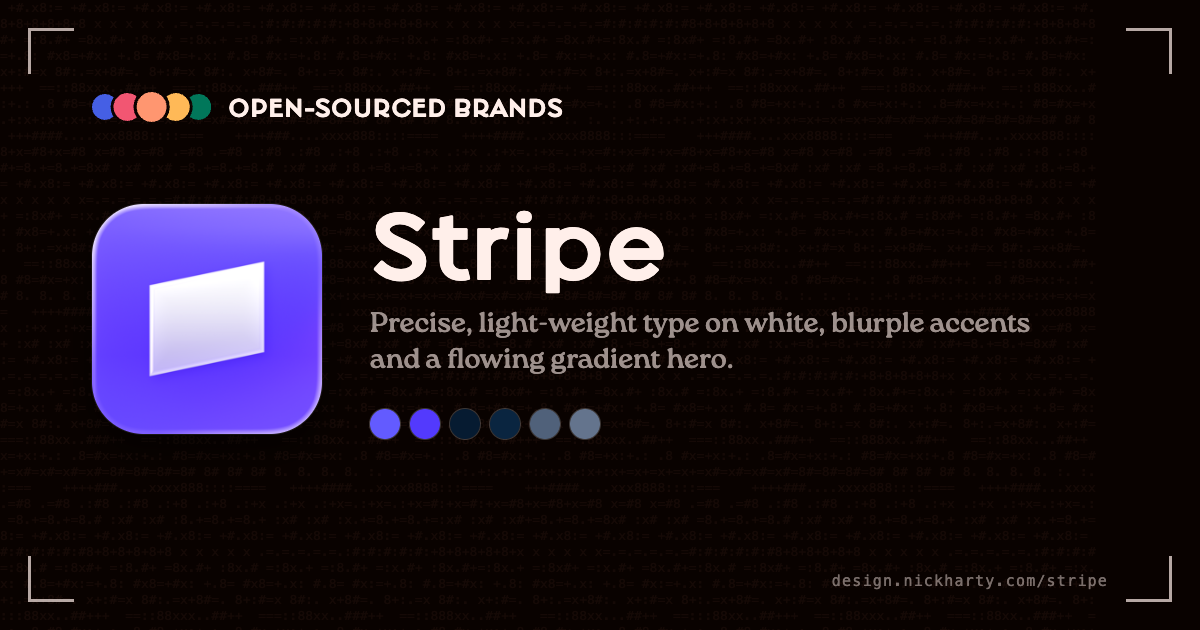 OPEN-SOURCED BRANDS
Stripe
Precise, light-weight type on white, blurple accents
and a flowing gradient hero.
design.nickharty.com/stripe